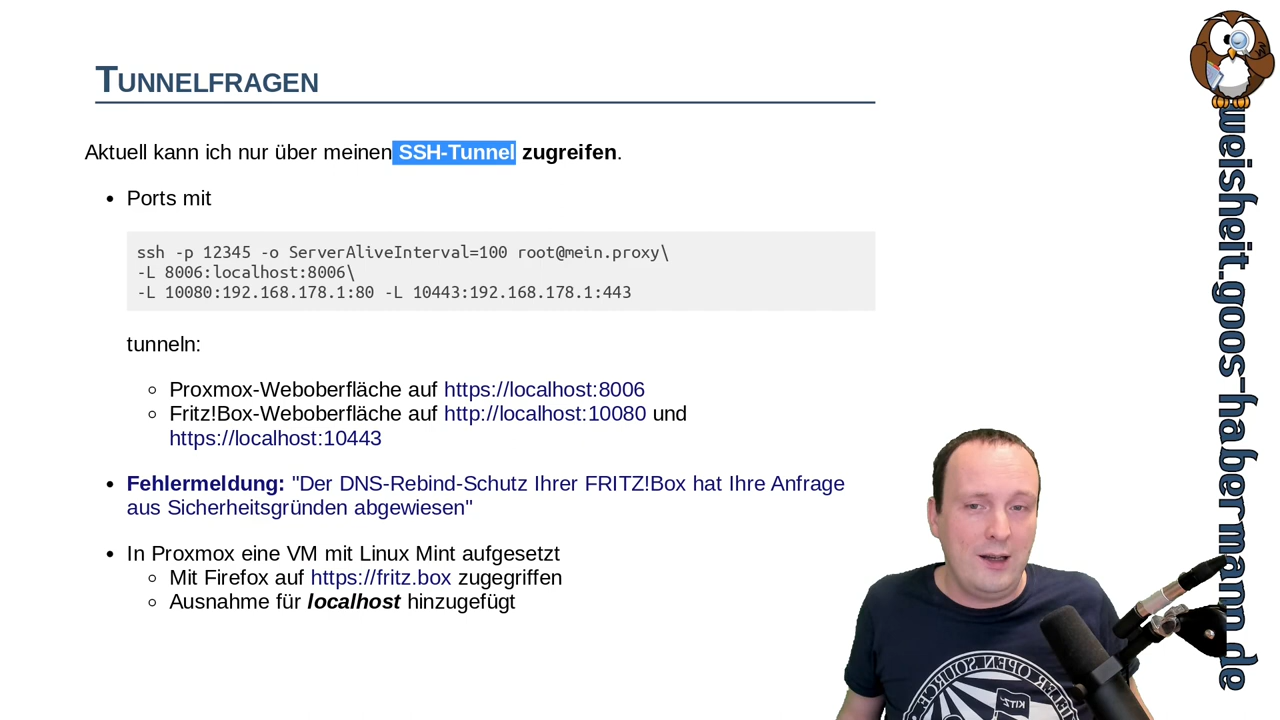 TUNNELFRAGEN
Aktuell kann ich nur über meinen SSH-Tunnel zugreifen.
• Ports mit
ssh -p 12345 -o ServerAliveInterval=100 root@mein.proxy\
-L 8006:localhost:8006\
-L 10080:192.168.178.1:80 -L 10443:192.168.178.1:443
tunneln:
◦ Proxmox-Weboberfläche auf https://localhost:8006
◦ Fritz!Box-Weboberfläche auf http://localhost:10080 und
https://localhost:10443
• Fehlermeldung: "Der DNS-Rebind-Schutz Ihrer FRITZ!Box hat Ihre Anfrage
aus Sicherheitsgründen abgewiesen"
• In Proxmox eine VM mit Linux Mint aufgesetzt
◦ Mit Firefox auf https://fritz.box zugegriffen
◦ Ausnahme für localhost hinzugefügt
weisheit.goos-habermann.de
OPEN SOURCE
KITZ